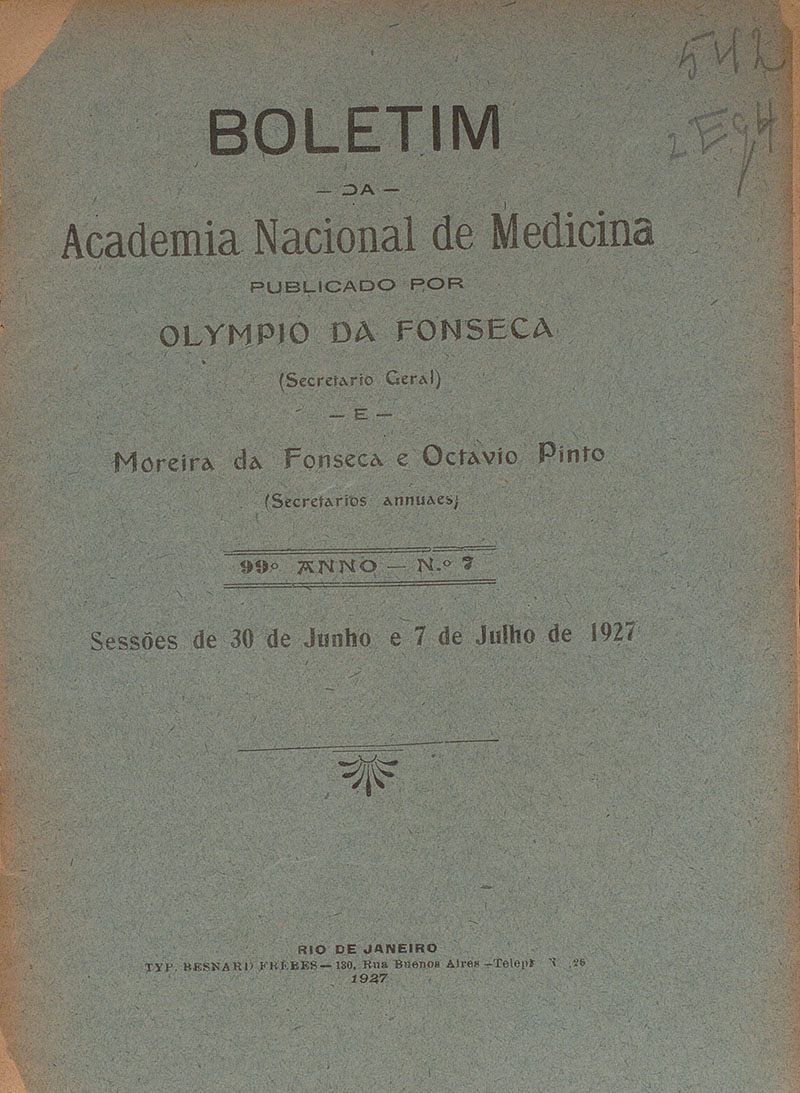 542
2Eg4
BOLETIM
— DA —
Academia Nacional de Medicina
PUBLICADO POR
OLYMPIO DA FONSECA
(Secretario Geral)
— E —
Moreira da Fonseca e Octavio Pinto
(Secretarios annuaes)
99º ANNO — N.º 7
Sessões de 30 de Junho e 7 de Julho de 1927
RIO DE JANEIRO
TYP. BESNARD FRÈRES — 130, Rua Buenos Aires —
1927